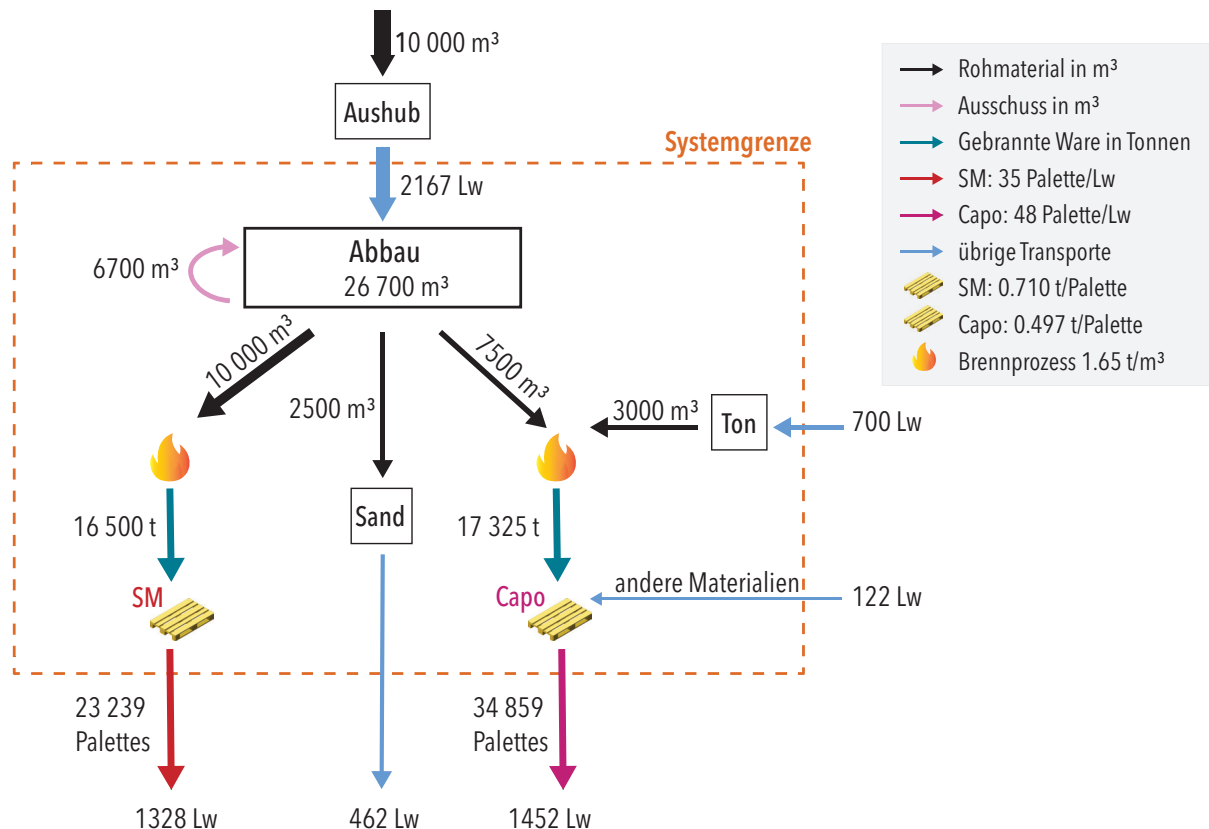 10 000 m³
Aushub
Systemgrenze
2167 Lw
Abbau
26 700 m³
6700 m³
10 000 m³
2500 m³
7500 m³
3000 m³
Ton
700 Lw
Sand
16 500 t
17 325 t
SM
Capo
andere Materialien
122 Lw
23 239
Palettes
34 859
Palettes
1328 Lw
462 Lw
1452 Lw
Rohmaterial in m³
Ausschuss in m³
Gebrannte Ware in Tonnen
SM: 35 Palette/Lw
Capo: 48 Palette/Lw
übrige Transporte
SM: 0.710 t/Palette
Capo: 0.497 t/Palette
Brennprozess 1.65 t/m³